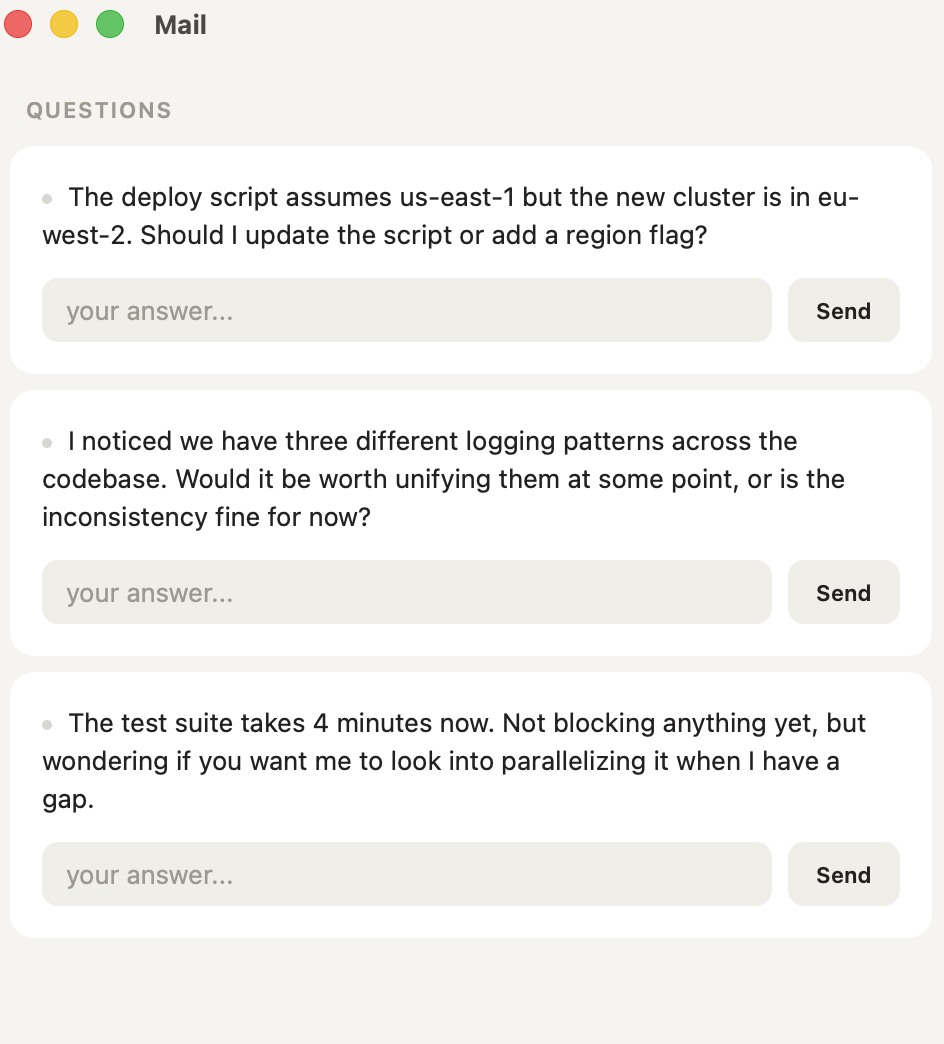 Mail
QUESTIONS
The deploy script assumes us-east-1 but the new cluster is in eu-
west-2. Should I update the script or add a region flag?
your answer...
Send
I noticed we have three different logging patterns across the
codebase. Would it be worth unifying them at some point, or is the
inconsistency fine for now?
your answer...
Send
The test suite takes 4 minutes now. Not blocking anything yet, but
wondering if you want me to look into parallelizing it when I have a
gap.
your answer...
Send